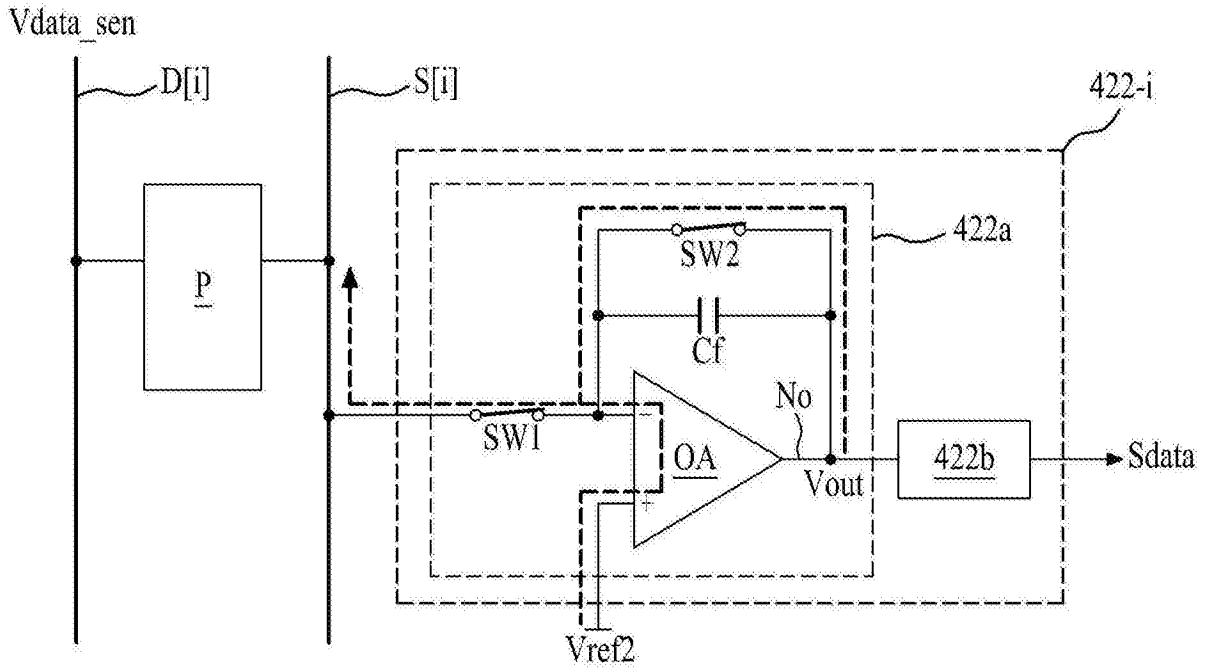 Vdata_sen
D[i]
S[i]
422-i
422a
SW2
P
Cf
No
SW1
−
OA
422b
Sdata
Vout
+
Vref2